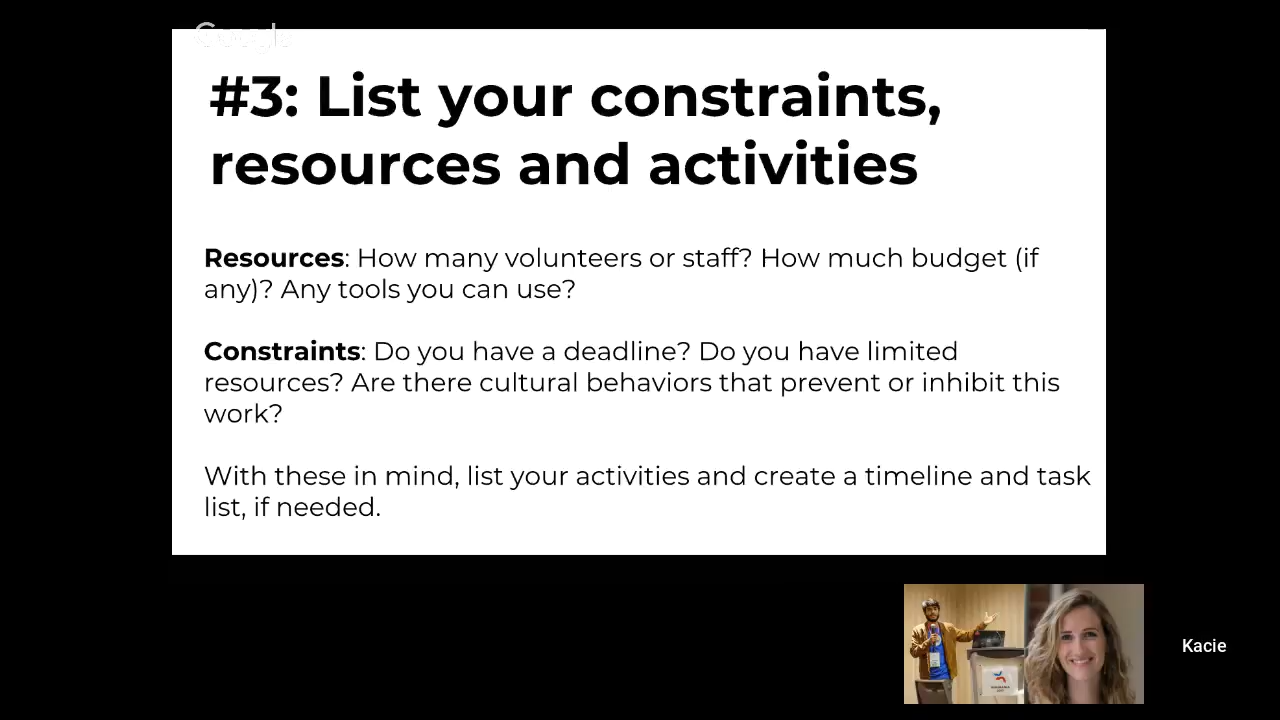 Google
#3: List your constraints,
resources and activities
Resources: How many volunteers or staff? How much budget (if
any)? Any tools you can use?
Constraints: Do you have a deadline? Do you have limited
resources? Are there cultural behaviors that prevent or inhibit this
work?
With these in mind, list your activities and create a timeline and task
list, if needed.
Kacie